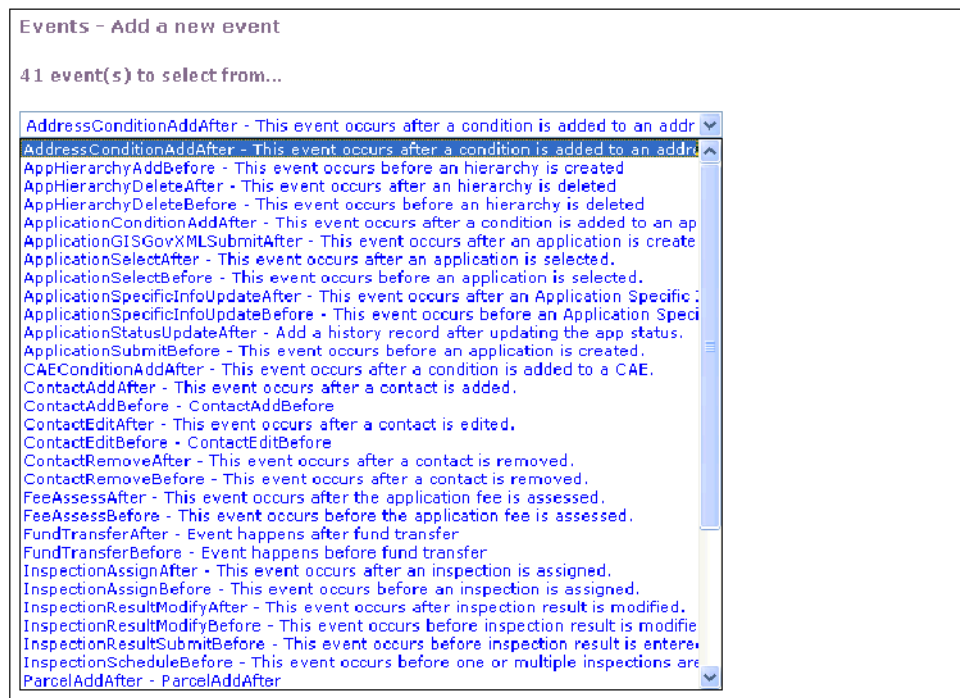 Events - Add a new event
41 event(s) to select from...
AddressConditionAddAfter - This event occurs after a condition is added to an addr
AddressConditionAddAfter - This event occurs after a condition is added to an addre
AppHierarchyAddBefore - This event occurs before an hierarchy is created
AppHierarchyDeleteAfter - This event occurs after an hierarchy is deleted
AppHierarchyDeleteBefore - This event occurs before an hierarchy is deleted
ApplicationConditionAddAfter - This event occurs after a condition is added to an ap
ApplicationGISGovXMLSubmitAfter - This event occurs after an application is create
ApplicationSelectAfter - This event occurs after an application is selected.
ApplicationSelectBefore - This event occurs before an application is selected.
ApplicationSpecificInfoUpdateAfter - This event occurs after an Application Specific
ApplicationSpecificInfoUpdateBefore - This event occurs before an Application Speci
ApplicationStatusUpdateAfter - Add a history record after updating the app status.
ApplicationSubmitBefore - This event occurs before an application is created.
CAEConditionAddAfter - This event occurs after a condition is added to a CAE.
ContactAddAfter - This event occurs after a contact is added.
ContactAddBefore - ContactAddBefore
ContactEditAfter - This event occurs after a contact is edited.
ContactEditBefore - ContactEditBefore
ContactRemoveAfter - This event occurs after a contact is removed.
ContactRemoveBefore - This event occurs after a contact is removed.
FeeAssessAfter - This event occurs after the application fee is assessed.
FeeAssessBefore - This event occurs before the application fee is assessed.
FundTransferAfter - Event happens after fund transfer
FundTransferBefore - Event happens before fund transfer
InspectionAssignAfter - This event occurs after an inspection is assigned.
InspectionAssignBefore - This event occurs before an inspection is assigned.
InspectionResultModifyAfter - This event occurs after inspection result is modified.
InspectionResultModifyBefore - This event occurs before inspection result is modifie
InspectionResultSubmitBefore - This event occurs before inspection result is entere
InspectionScheduleBefore - This event occurs before one or multiple inspections are
ParcelAddAfter - ParcelAddAfter